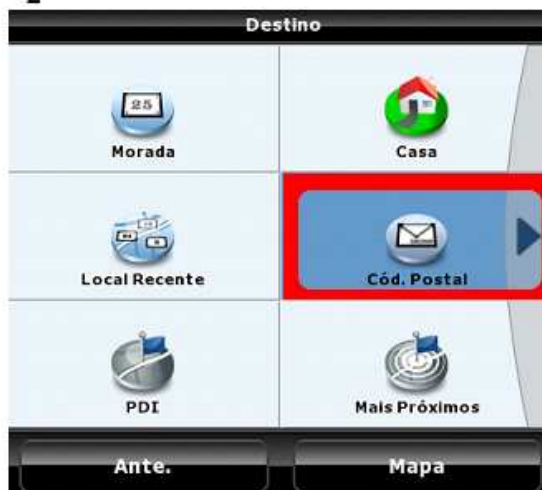 Destino
25
Morada
Casa
Local Recente
Cód. Postal
PDI
Mais Próximos
Ante.
Mapa